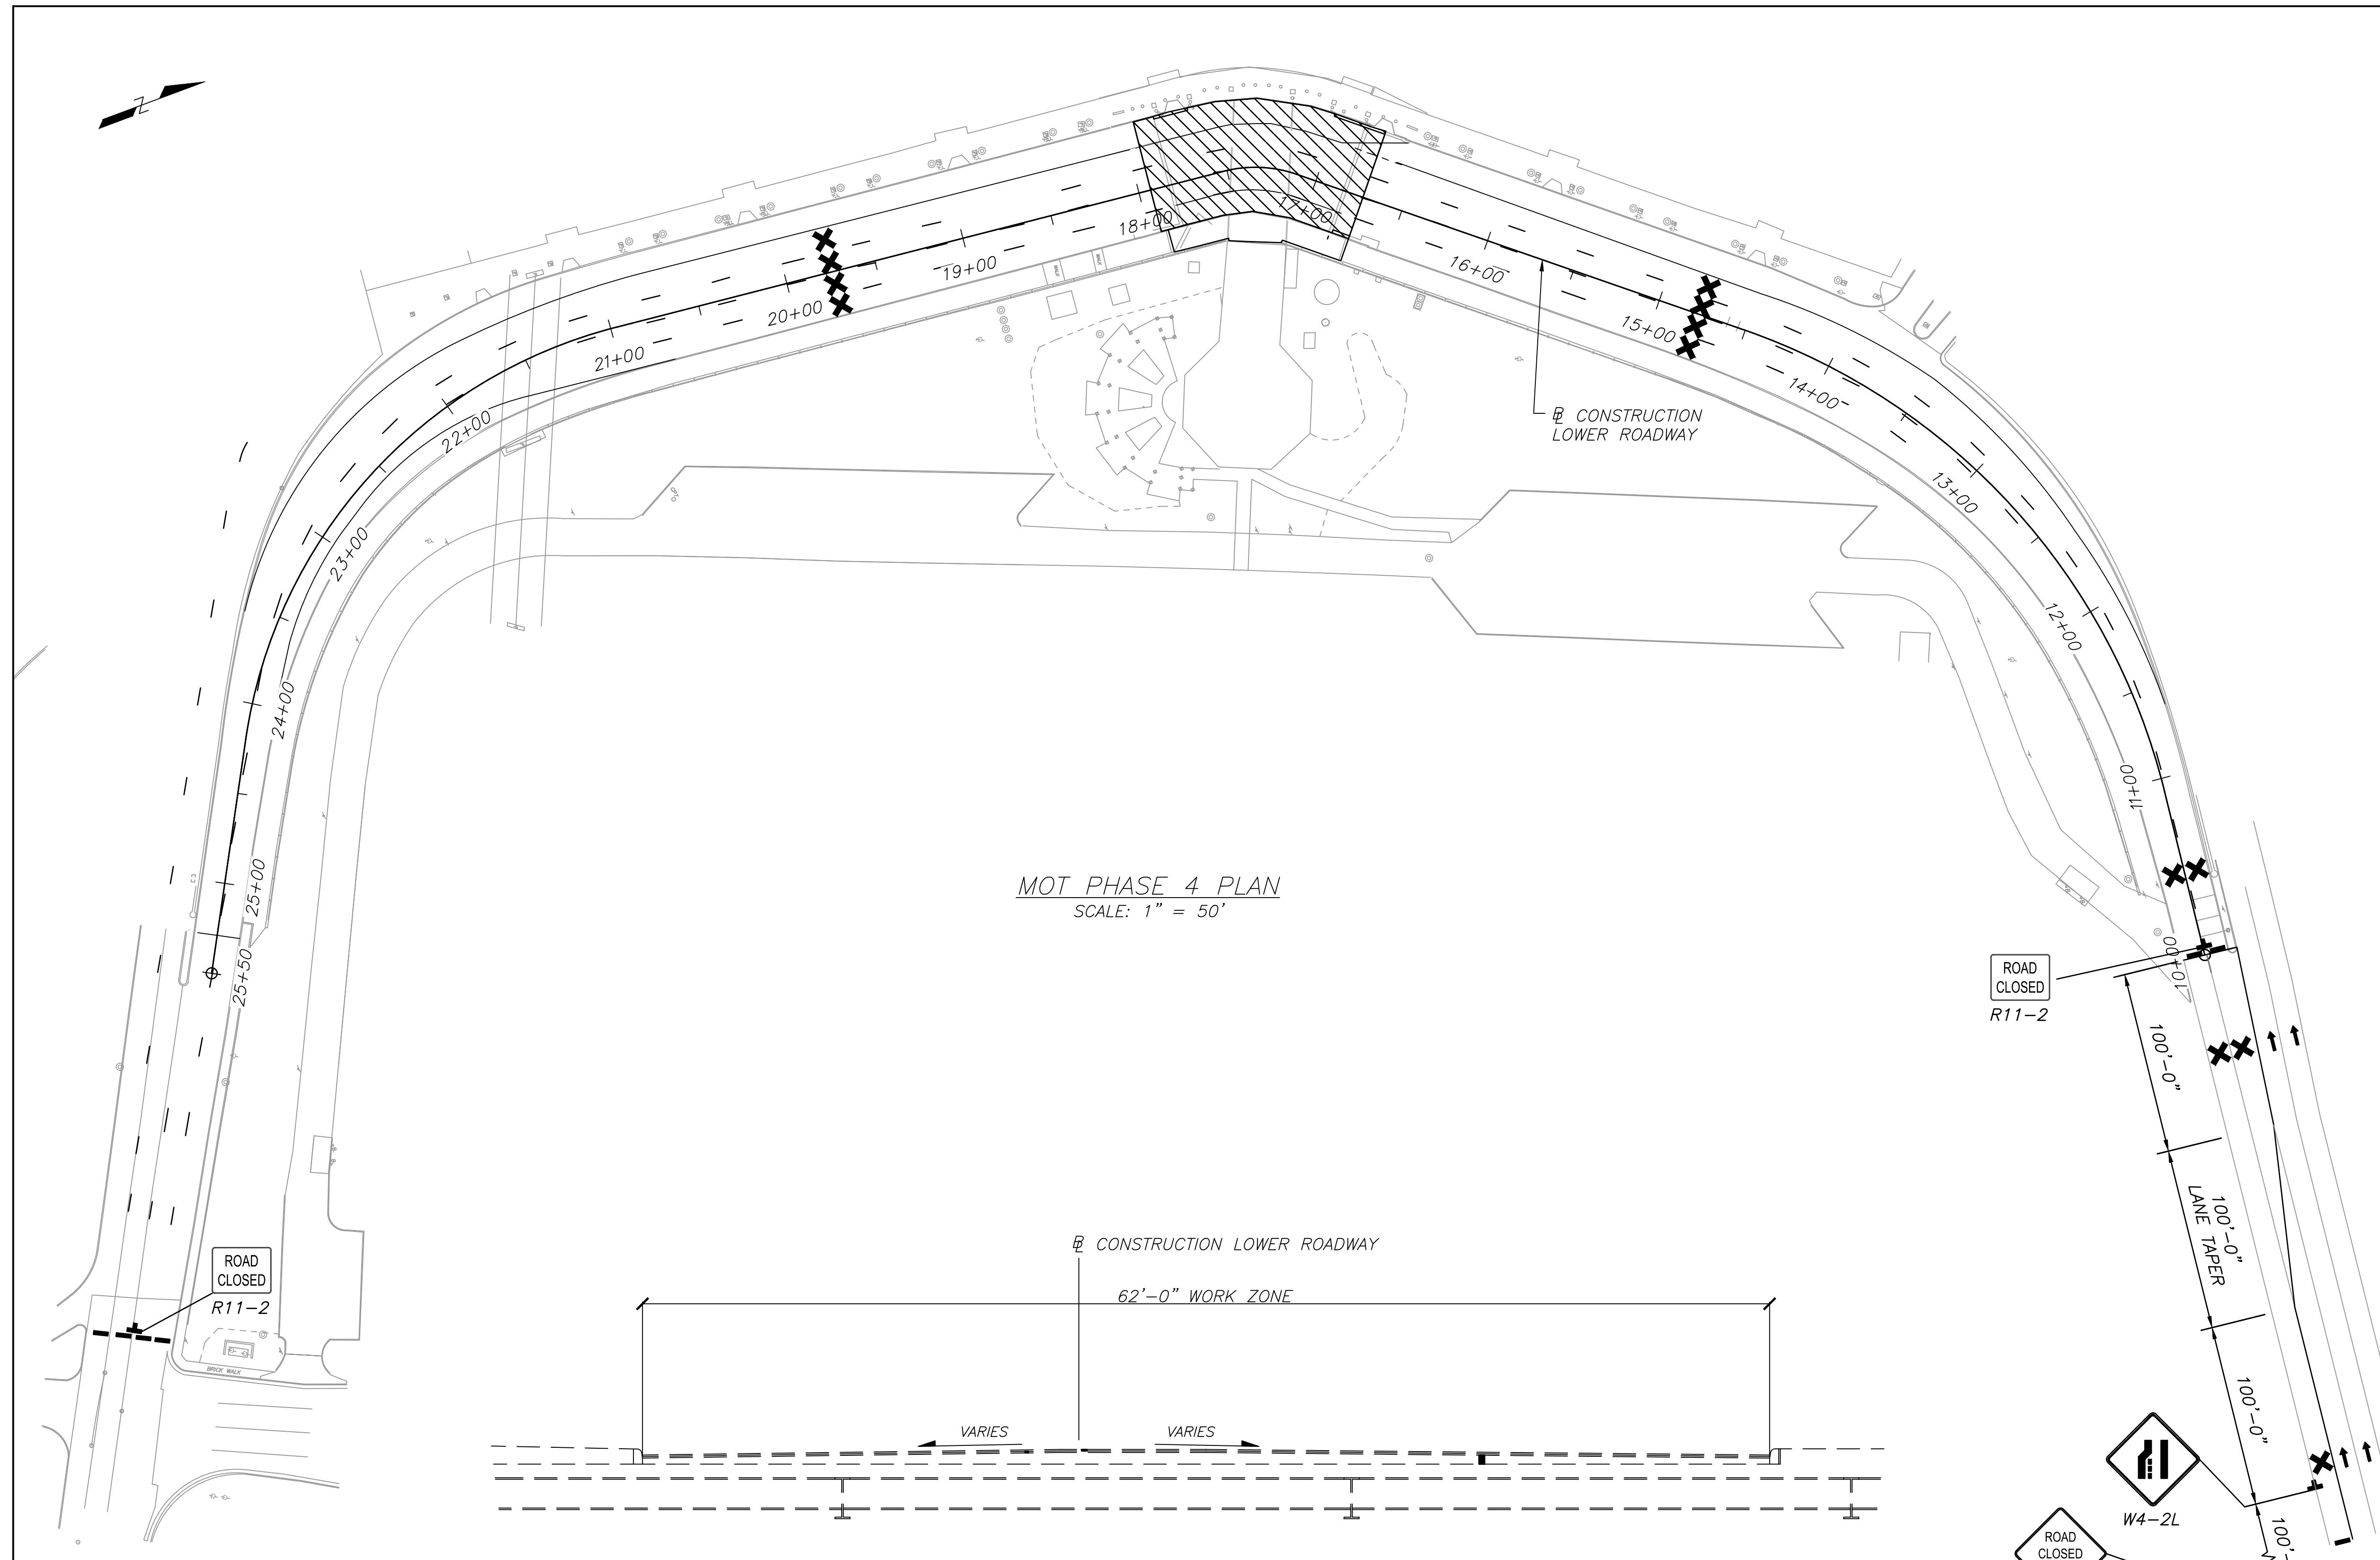 Z
18+00
17+00
19+00
16+00
20+00
15+00
21+00
14+00
22+00
℔ CONSTRUCTION
LOWER ROADWAY
13+00
23+00
12+00
24+00
11+00
25+00
25+50
10+00
MOT PHASE 4 PLAN
SCALE: 1" = 50'
ROAD
CLOSED
R11-2
100'-0"
100'-0"
LANE TAPER
ROAD
CLOSED
R11-2
BRICK WALK
℔ CONSTRUCTION LOWER ROADWAY
62'-0" WORK ZONE
VARIES
VARIES
100'-0"
W4-2L
ROAD
CLOSED
100'-